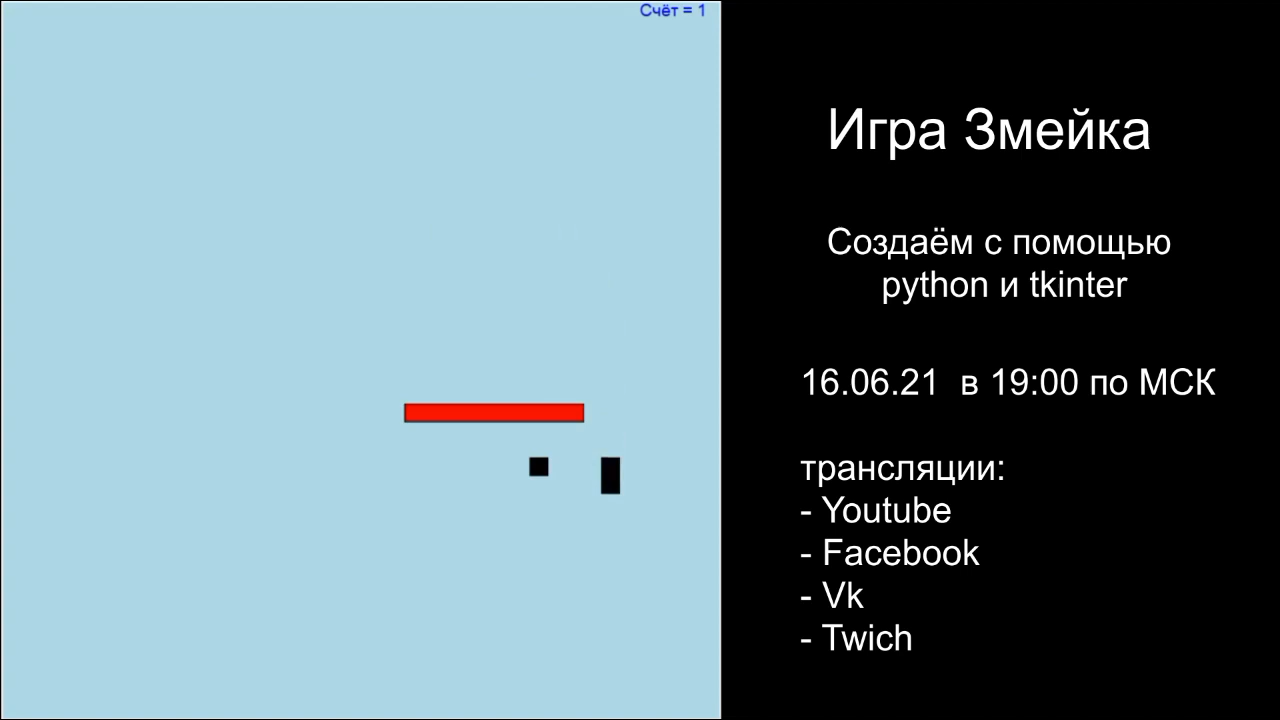 Счёт = 1
Игра Змейка
Создаём с помощью
python и tkinter
16.06.21 в 19:00 по МСК
трансляции:
- Youtube
- Facebook
- Vk
- Twich